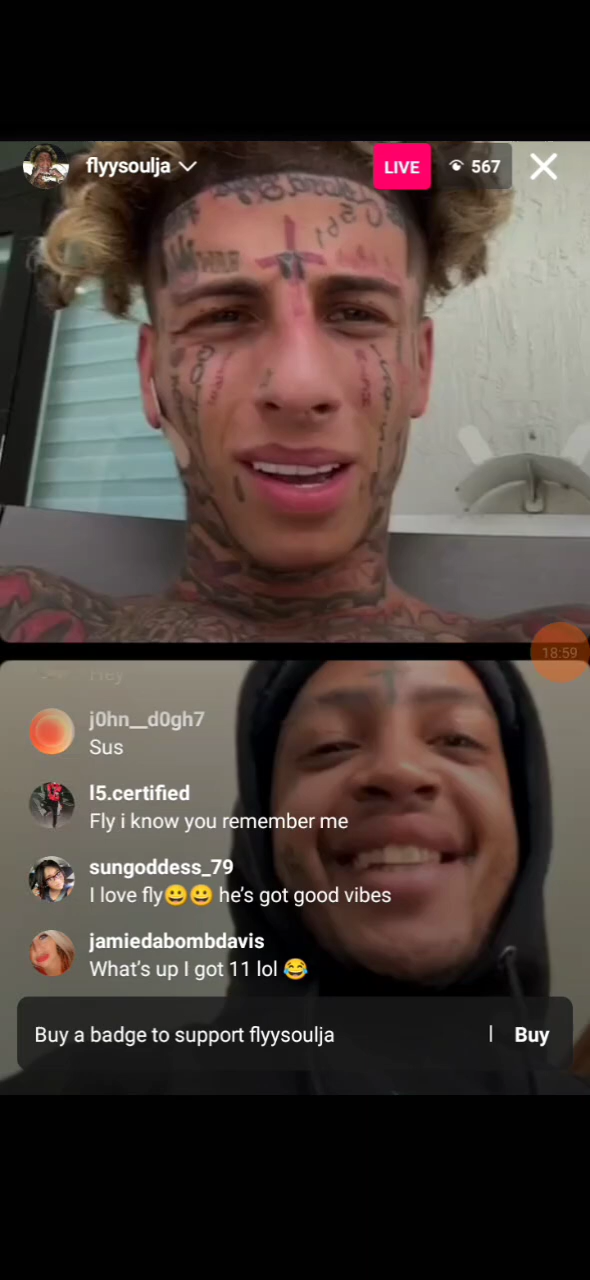 flyysoulja
LIVE
567
18:59
Hey
j0hn__d0gh7
Sus
l5.certified
Fly i know you remember me
sungoddess_79
I love fly😀😀 he's got good vibes
jamiedabombdavis
What's up I got 11 lol 😂
Buy a badge to support flyysoulja
| Buy